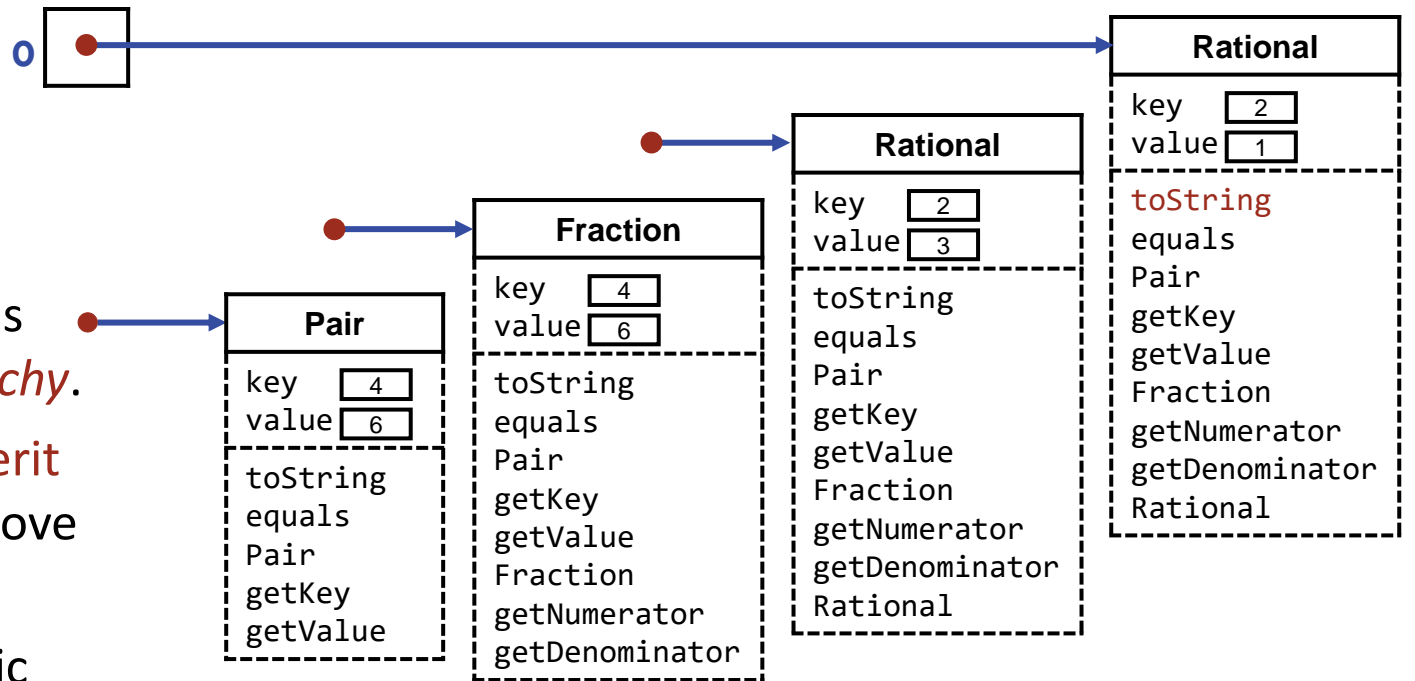 o
s
chy.
erit
ove
ic
Pair
key 4
value 6
toString
equals
Pair
getKey
getValue
Fraction
key 4
value 6
toString
equals
Pair
getKey
getValue
Fraction
getNumerator
getDenominator
Rational
key 2
value 3
toString
equals
Pair
getKey
getValue
Fraction
getNumerator
getDenominator
Rational
Rational
key 2
value 1
toString
equals
Pair
getKey
getValue
Fraction
getNumerator
getDenominator
Rational